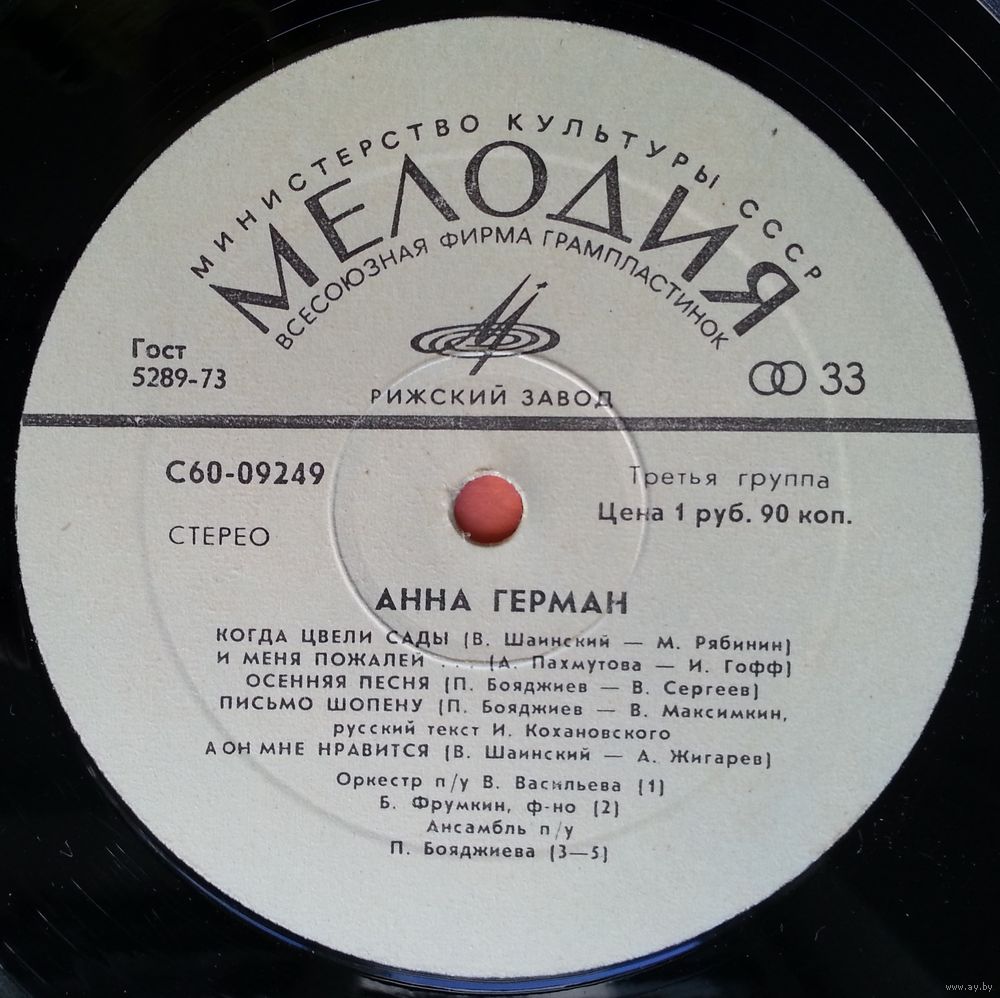 МИНИСТЕРСТВО КУЛЬТУРЫ СССР
МЕЛОДИЯ
ВСЕСОЮЗНАЯ ФИРМА ГРАМПЛАСТИНОК
Гост
5289-73
33
РИЖСКИЙ ЗАВОД
С60-09249
Третья группа
Цена 1 руб. 90 коп.
СТЕРЕО
АННА ГЕРМАН
КОГДА ЦВЕЛИ САДЫ (В. Шаинский — М. Рябинин)
И МЕНЯ ПОЖАЛЕЙ . . . (А. Пахмутова — И. Гофф)
ОСЕННЯЯ ПЕСНЯ (П. Бояджиев — В. Сергеев)
ПИСЬМО ШОПЕНУ (П. Бояджиев — В. Максимкин,
русский текст И. Кохановского
А ОН МНЕ НРАВИТСЯ (В. Шаинский — А. Жигарев)
Оркестр п/у В. Васильева (1)
Б. Фрумкин, ф-но (2)
Ансамбль п/у
П. Бояджиева (3—5)
www.ay.by